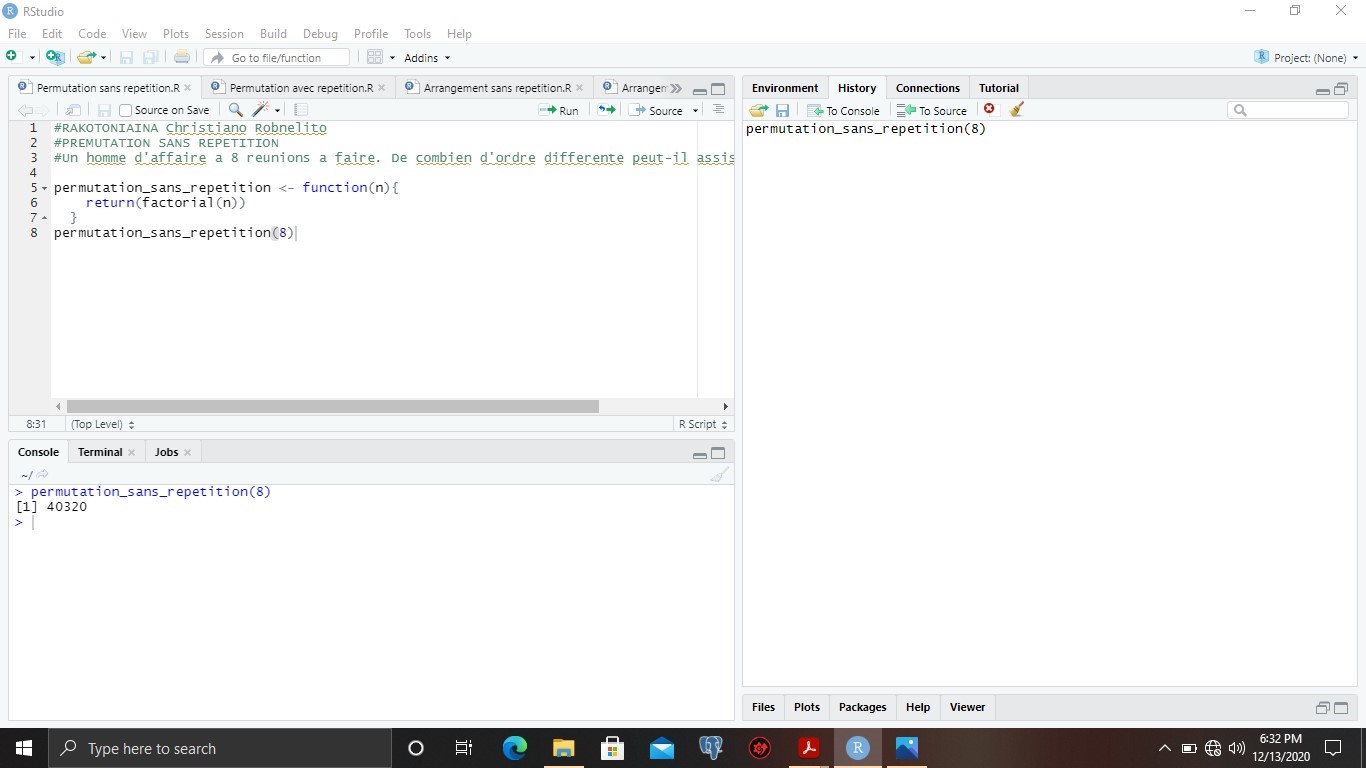 RStudio
File Edit Code View Plots Session Build Debug Profile Tools Help
Go to file/function Addins Project: (None)
Permutation sans repetition.R Permutation avec repetition.R Arrangement sans repetition.R Arrangem
Source on Save Run Source
1 #RAKOTONIAINA Christiano Robnelito
2 #PREMUTATION SANS REPETITION
3 #Un homme d'affaire a 8 reunions a faire. De combien d'ordre differente peut-il assis
4
5 permutation_sans_repetition <- function(n){
6 return(factorial(n))
7 }
8 permutation_sans_repetition(8)
8:31 (Top Level) R Script
Console Terminal Jobs
~/
> permutation_sans_repetition(8)
[1] 40320
>
Environment History Connections Tutorial
To Console To Source
permutation_sans_repetition(8)
Files Plots Packages Help Viewer
Type here to search
6:32 PM
12/13/2020